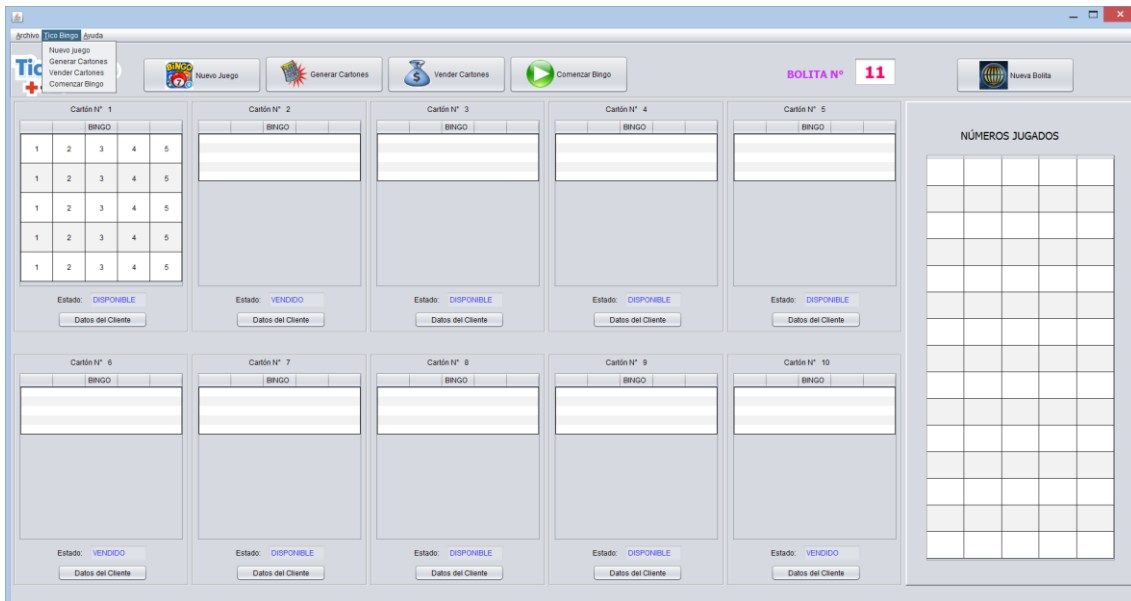 Archivo Tico Bingo Ayuda
Nuevo juego
Generar Cartones
Vender Cartones
Comenzar Bingo
Nuevo Juego
Generar Cartones
Vender Cartones
Comenzar Bingo
BOLITA Nº 11
Nueva Bolita
Cartón N° 1
Cartón N° 2
Cartón N° 3
Cartón N° 4
Cartón N° 5
BINGO
BINGO
BINGO
BINGO
BINGO
1 2 3 4 5
1 2 3 4 5
1 2 3 4 5
1 2 3 4 5
1 2 3 4 5
Estado: DISPONIBLE
Estado: VENDIDO
Estado: DISPONIBLE
Estado: DISPONIBLE
Estado: DISPONIBLE
Datos del Cliente
Datos del Cliente
Datos del Cliente
Datos del Cliente
Datos del Cliente
NÚMEROS JUGADOS
Cartón N° 6
Cartón N° 7
Cartón N° 8
Cartón N° 9
Cartón N° 10
BINGO
BINGO
BINGO
BINGO
BINGO
Estado: VENDIDO
Estado: DISPONIBLE
Estado: DISPONIBLE
Estado: DISPONIBLE
Estado: VENDIDO
Datos del Cliente
Datos del Cliente
Datos del Cliente
Datos del Cliente
Datos del Cliente